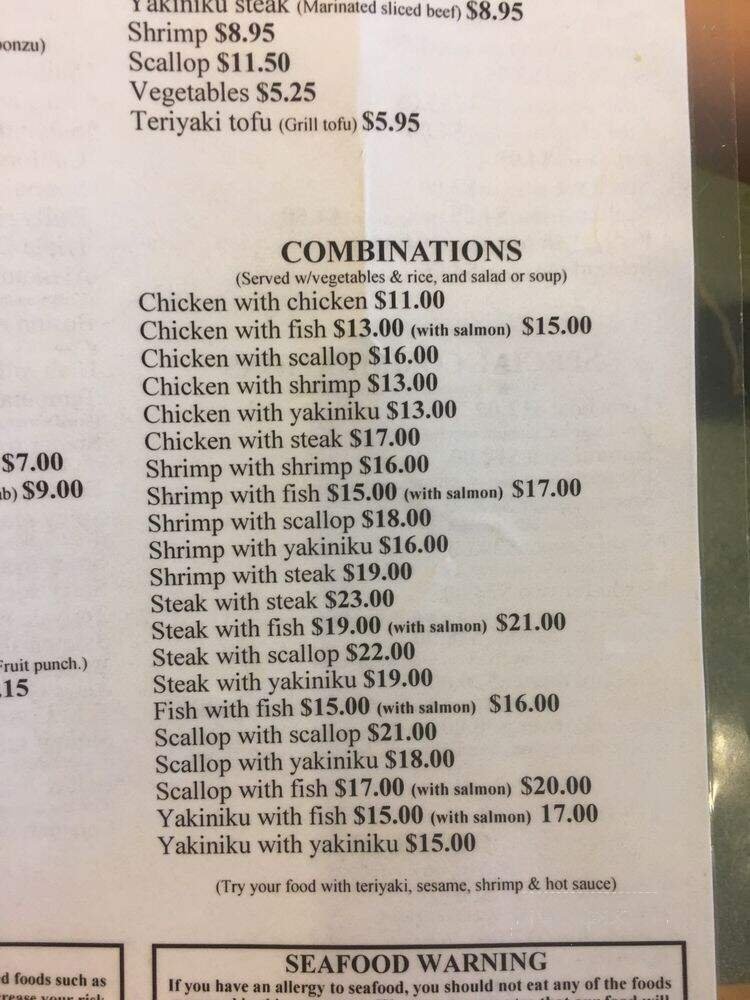 Yakiniku steak (Marinated sliced beef) $8.95
Shrimp $8.95
ponzu)
Scallop $11.50
Vegetables $5.25
Teriyaki tofu (Grill tofu) $5.95
COMBINATIONS
(Served w/vegetables & rice, and salad or soup)
Chicken with chicken $11.00
Chicken with fish $13.00 (with salmon) $15.00
Chicken with scallop $16.00
Chicken with shrimp $13.00
Chicken with yakiniku $13.00
Chicken with steak $17.00
$7.00
Shrimp with shrimp $16.00
b) $9.00
Shrimp with fish $15.00 (with salmon) $17.00
Shrimp with scallop $18.00
Shrimp with yakiniku $16.00
Shrimp with steak $19.00
Steak with steak $23.00
Steak with fish $19.00 (with salmon) $21.00
Steak with scallop $22.00
Fruit punch.)
.15
Steak with yakiniku $19.00
Fish with fish $15.00 (with salmon) $16.00
Scallop with scallop $21.00
Scallop with yakiniku $18.00
Scallop with fish $17.00 (with salmon) $20.00
Yakiniku with fish $15.00 (with salmon) 17.00
Yakiniku with yakiniku $15.00
(Try your food with teriyaki, sesame, shrimp & hot sauce)
d foods such as
SEAFOOD WARNING
If you have an allergy to seafood, you should not eat any of the foods